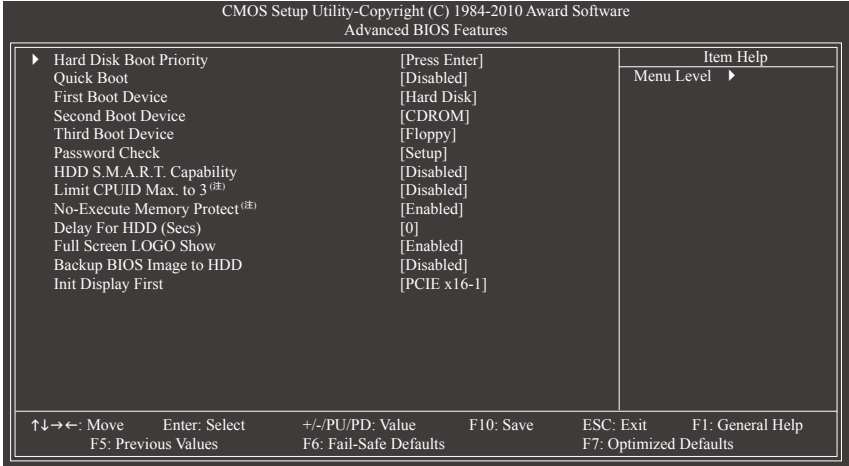 CMOS Setup Utility-Copyright (C) 1984-2010 Award Software
Advanced BIOS Features
Hard Disk Boot Priority [Press Enter]
Quick Boot [Disabled]
First Boot Device [Hard Disk]
Second Boot Device [CDROM]
Third Boot Device [Floppy]
Password Check [Setup]
HDD S.M.A.R.T. Capability [Disabled]
Limit CPUID Max. to 3 (注) [Disabled]
No-Execute Memory Protect (注) [Enabled]
Delay For HDD (Secs) [0]
Full Screen LOGO Show [Enabled]
Backup BIOS Image to HDD [Disabled]
Init Display First [PCIE x16-1]
Item Help
Menu Level
↑↓→←: Move Enter: Select +/-/PU/PD: Value F10: Save ESC: Exit F1: General Help
F5: Previous Values F6: Fail-Safe Defaults F7: Optimized Defaults